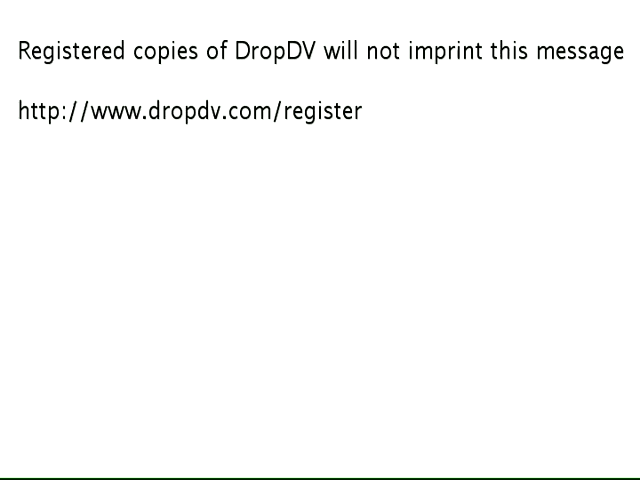 Registered copies of DropDV will not imprint this message
http://www.dropdv.com/register